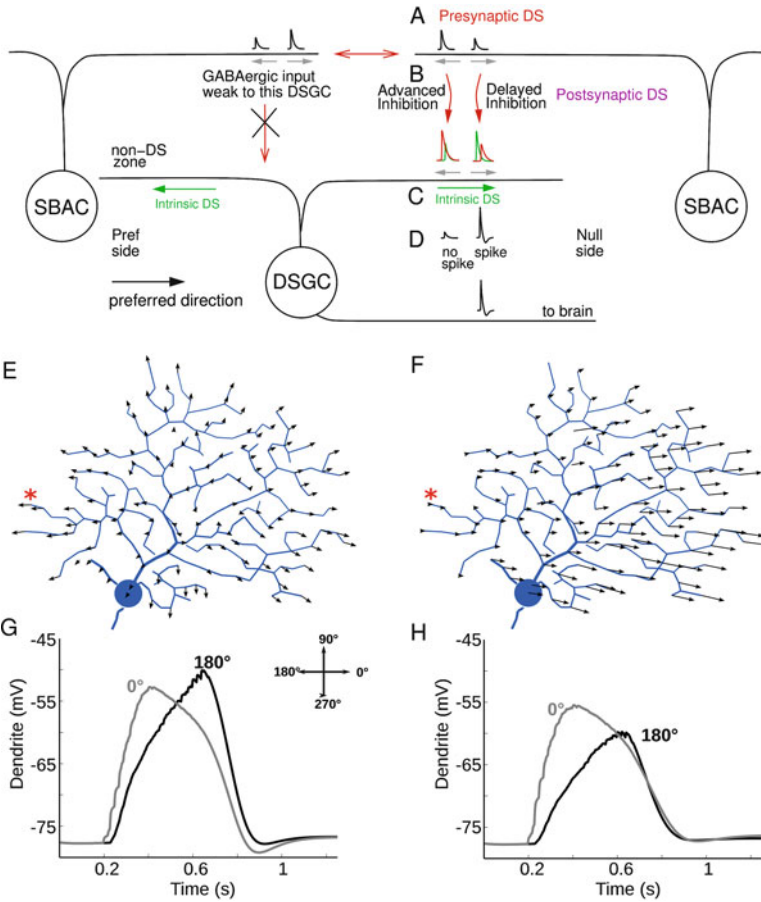 A
Presynaptic DS
GABAergic input
weak to this DSGC
B
Advanced
Inhibition
Delayed
Inhibition
Postsynaptic DS
non-DS
zone
SBAC
Intrinsic DS
C
Intrinsic DS
SBAC
Pref
side
D
no
spike
spike
Null
side
preferred direction
DSGC
to brain
E
F
*
*
G
-45
-55
-65
-75
Dendrite (mV)
0°
180°
90°
180°
0°
270°
0.2
0.6
1
Time (s)
H
-45
-55
-65
-75
Dendrite (mV)
0°
180°
0.2
0.6
1
Time (s)